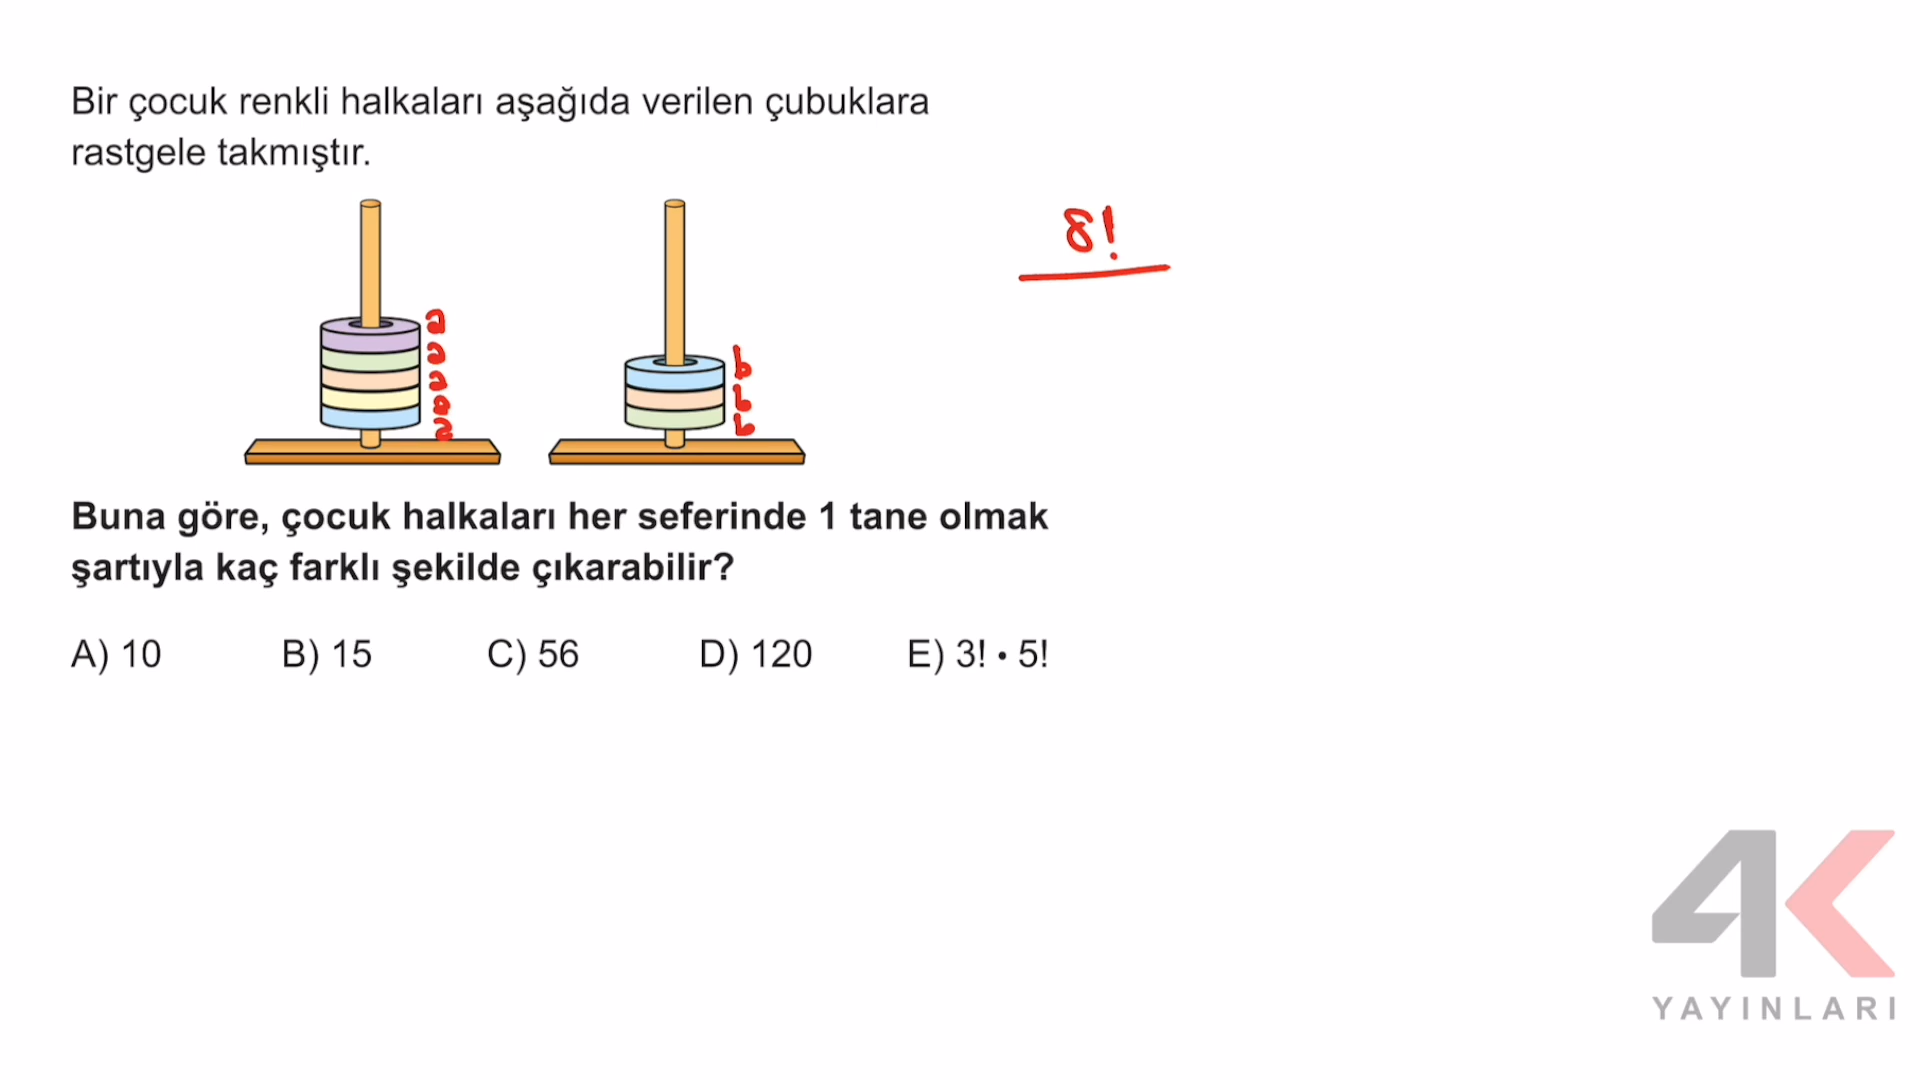 Bir çocuk renkli halkaları aşağıda verilen çubuklara
rastgele takmıştır.
8!
a
a
a
a
a
b
b
b
Buna göre, çocuk halkaları her seferinde 1 tane olmak
şartıyla kaç farklı şekilde çıkarabilir?
A) 10 B) 15 C) 56 D) 120 E) 3! • 5!
4K
YAYINLARI